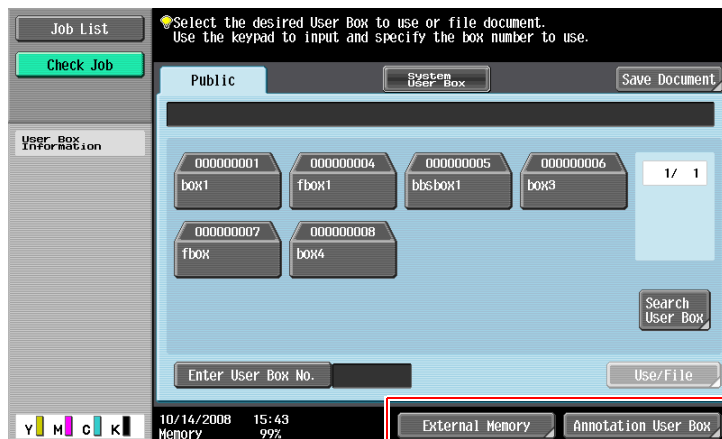 Job List
Check Job
Select the desired User Box to use or file document.
Use the keypad to input and specify the box number to use.
Public
System
User Box
Save Document
User Box
Information
000000001
box1
000000004
fbox1
000000005
bbsbox1
000000006
box3
1/ 1
000000007
fbox
000000008
box4
Search
User Box
Enter User Box No.
Use/File
Y M C K
10/14/2008 15:43
Memory 99%
External Memory
Annotation User Box